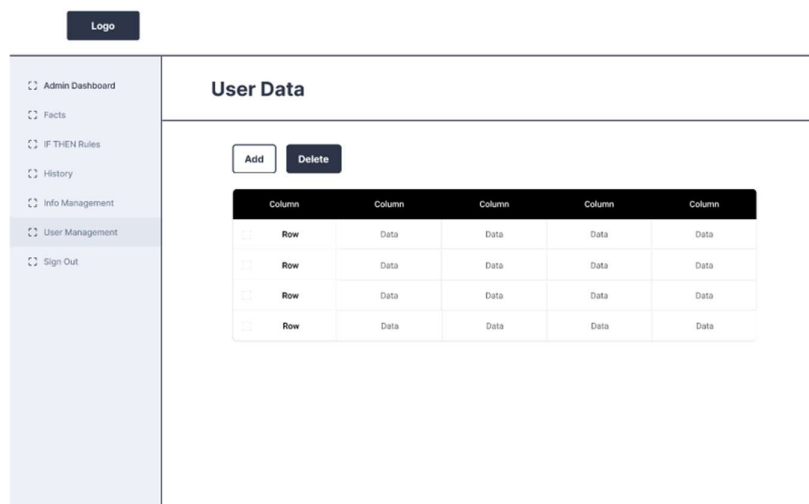 Logo
Admin Dashboard
Facts
IF THEN Rules
History
Info Management
User Management
Sign Out
User Data
Add Delete
Column Column Column Column Column
Row Data Data Data Data
Row Data Data Data Data
Row Data Data Data Data
Row Data Data Data Data